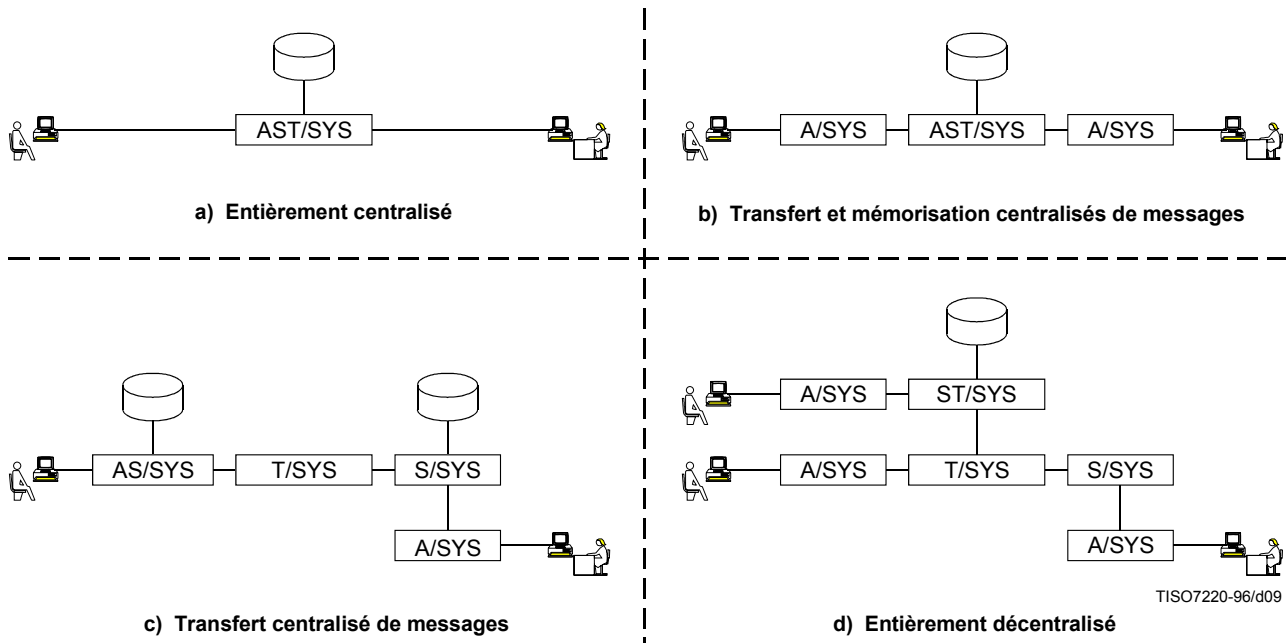 AST/SYS
a) Entièrement centralisé
A/SYS AST/SYS A/SYS
b) Transfert et mémorisation centralisés de messages
AS/SYS T/SYS S/SYS
A/SYS
c) Transfert centralisé de messages
A/SYS ST/SYS
A/SYS T/SYS S/SYS
A/SYS
TISO7220-96/d09
d) Entièrement décentralisé